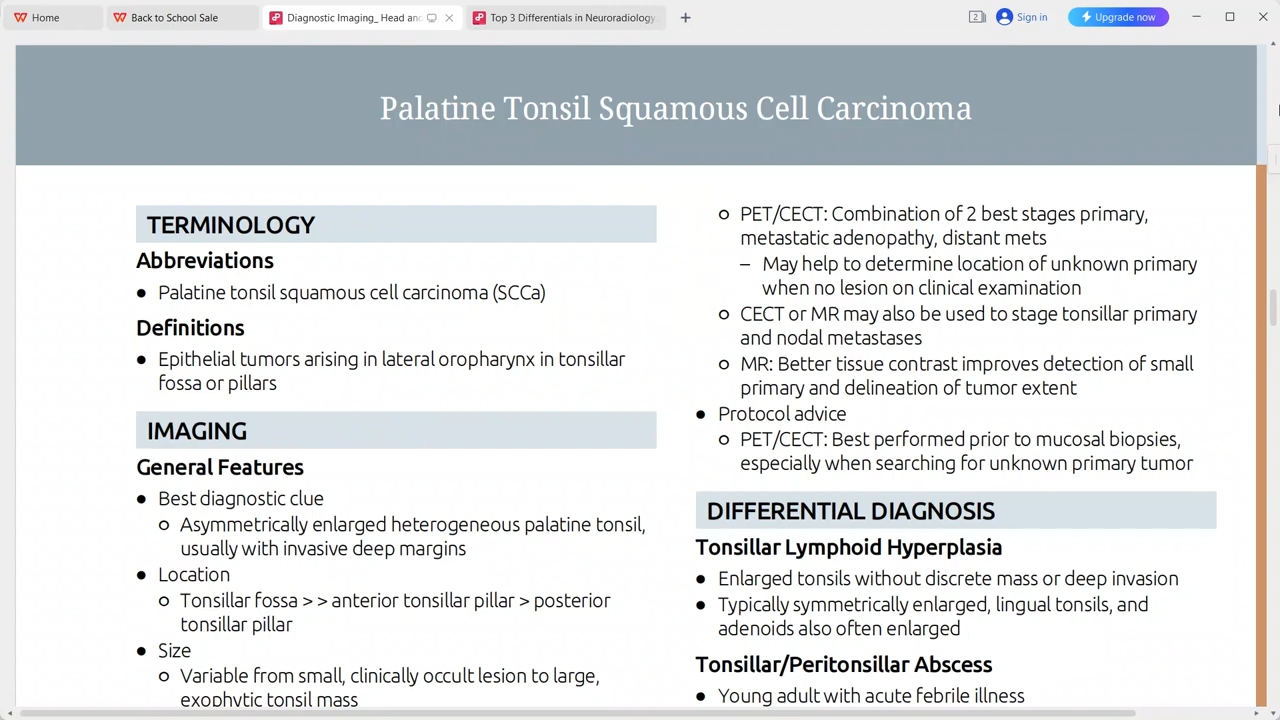 Home
Back to School Sale
Diagnostic Imaging_ Head and
Top 3 Differentials in Neuroradiology
2
Sign in
Upgrade now
Palatine Tonsil Squamous Cell Carcinoma
TERMINOLOGY
Abbreviations
● Palatine tonsil squamous cell carcinoma (SCCa)
Definitions
● Epithelial tumors arising in lateral oropharynx in tonsillar
fossa or pillars
IMAGING
General Features
● Best diagnostic clue
○ Asymmetrically enlarged heterogeneous palatine tonsil,
usually with invasive deep margins
● Location
○ Tonsillar fossa > > anterior tonsillar pillar > posterior
tonsillar pillar
● Size
○ Variable from small, clinically occult lesion to large,
exophytic tonsil mass
○ PET/CECT: Combination of 2 best stages primary,
metastatic adenopathy, distant mets
– May help to determine location of unknown primary
when no lesion on clinical examination
○ CECT or MR may also be used to stage tonsillar primary
and nodal metastases
○ MR: Better tissue contrast improves detection of small
primary and delineation of tumor extent
● Protocol advice
○ PET/CECT: Best performed prior to mucosal biopsies,
especially when searching for unknown primary tumor
DIFFERENTIAL DIAGNOSIS
Tonsillar Lymphoid Hyperplasia
● Enlarged tonsils without discrete mass or deep invasion
● Typically symmetrically enlarged, lingual tonsils, and
adenoids also often enlarged
Tonsillar/Peritonsillar Abscess
● Young adult with acute febrile illness